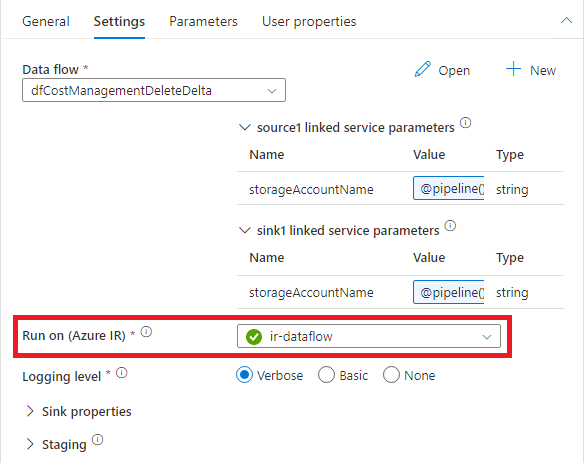 General Settings Parameters User properties
Data flow *
Open New
dfCostManagementDeleteDelta
source1 linked service parameters
Name Value Type
storageAccountName @pipeline() string
sink1 linked service parameters
Name Value Type
storageAccountName @pipeline() string
Run on (Azure IR) * ir-dataflow
Logging level * Verbose Basic None
Sink properties
Staging